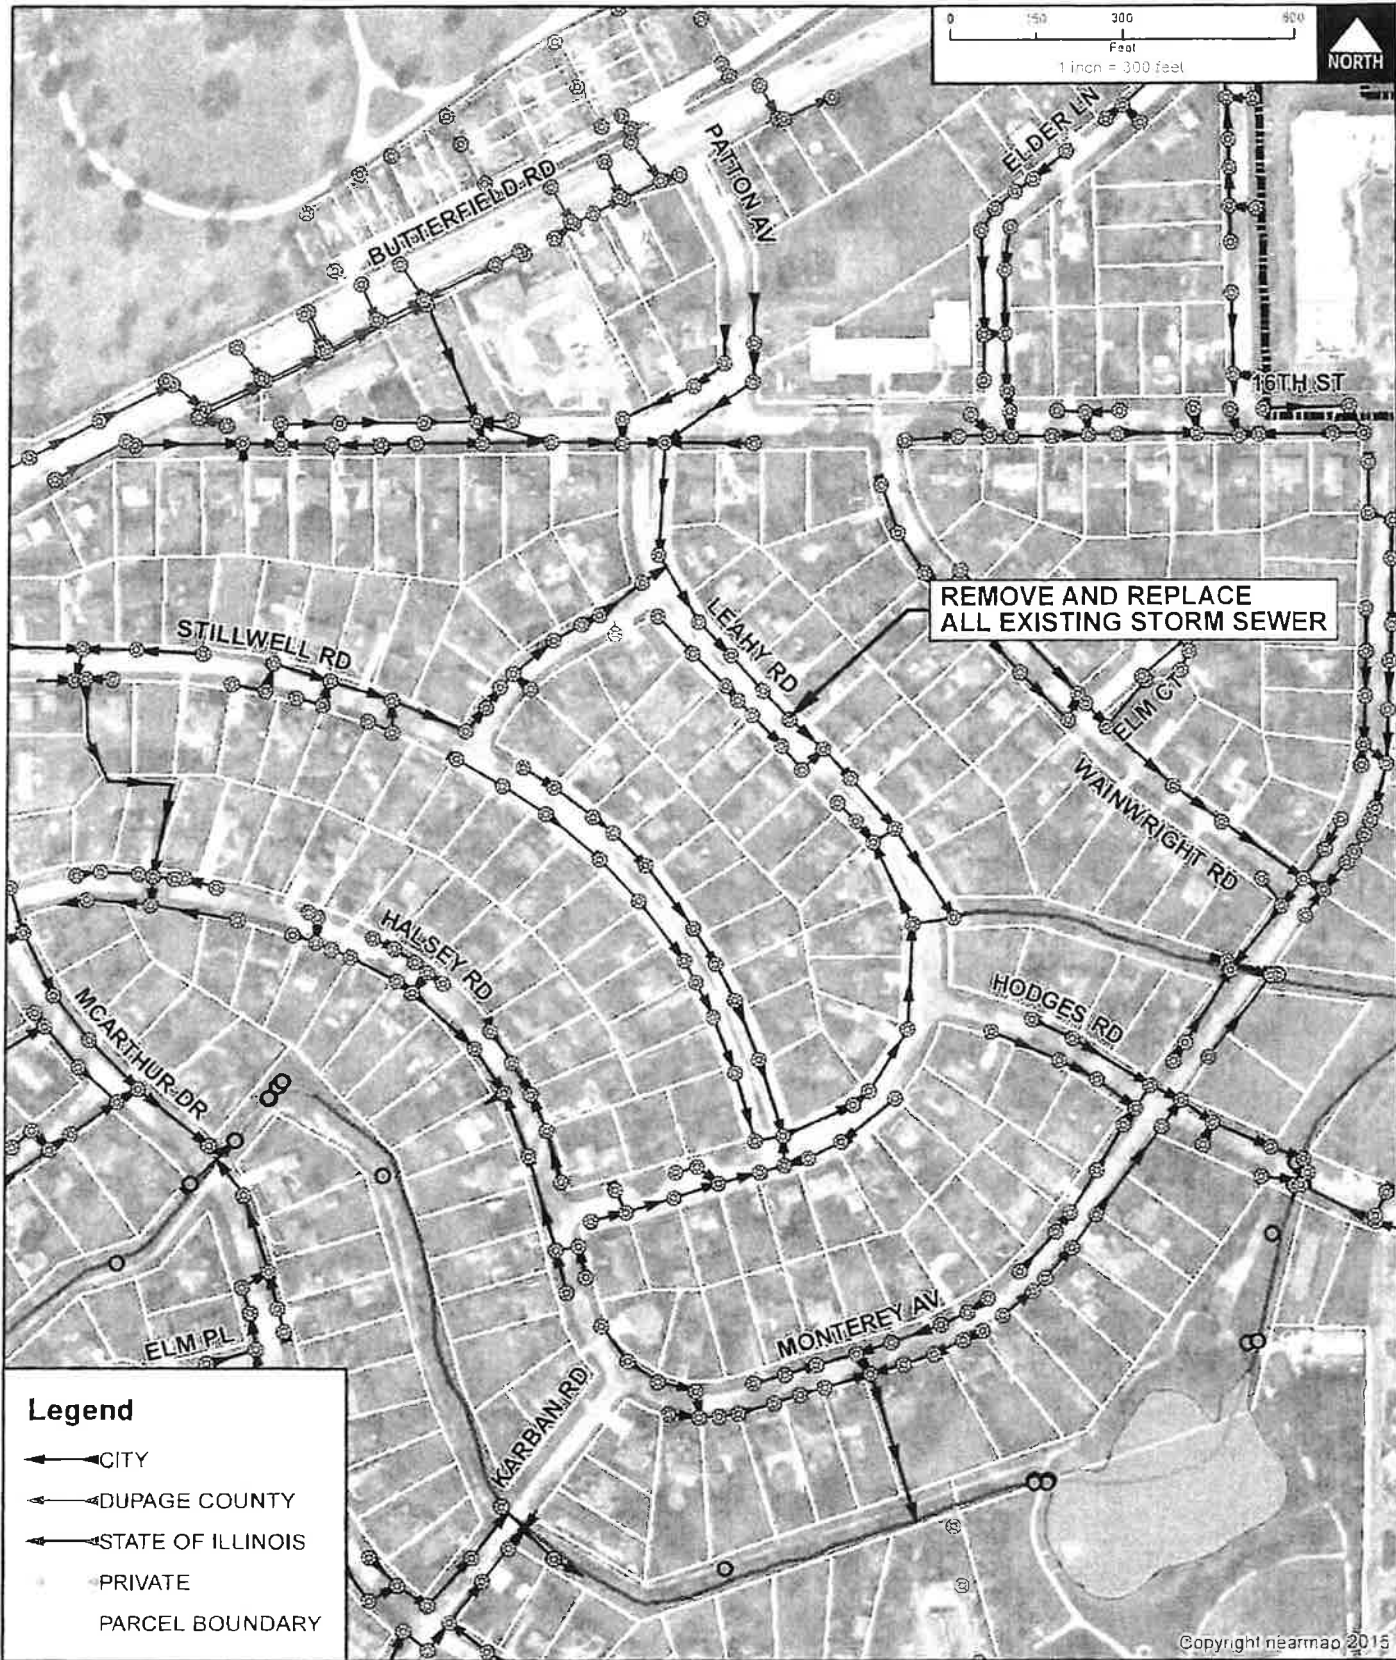 0 150 300 600
Feet
1 inch = 300 feet
NORTH
PATTON AV
ELDER LN
BUTTERFIELD RD
16TH ST
REMOVE AND REPLACE
ALL EXISTING STORM SEWER
LEAHY RD
STILLWELL RD
ELM CT
WAINWRIGHT RD
HALSEY RD
HODGES RD
MCARTHUR DR
MONTEREY AV
ELM PL
KARBAN RD
Legend
CITY
DUPAGE COUNTY
STATE OF ILLINOIS
PRIVATE
PARCEL BOUNDARY
Copyright nearmap 2015